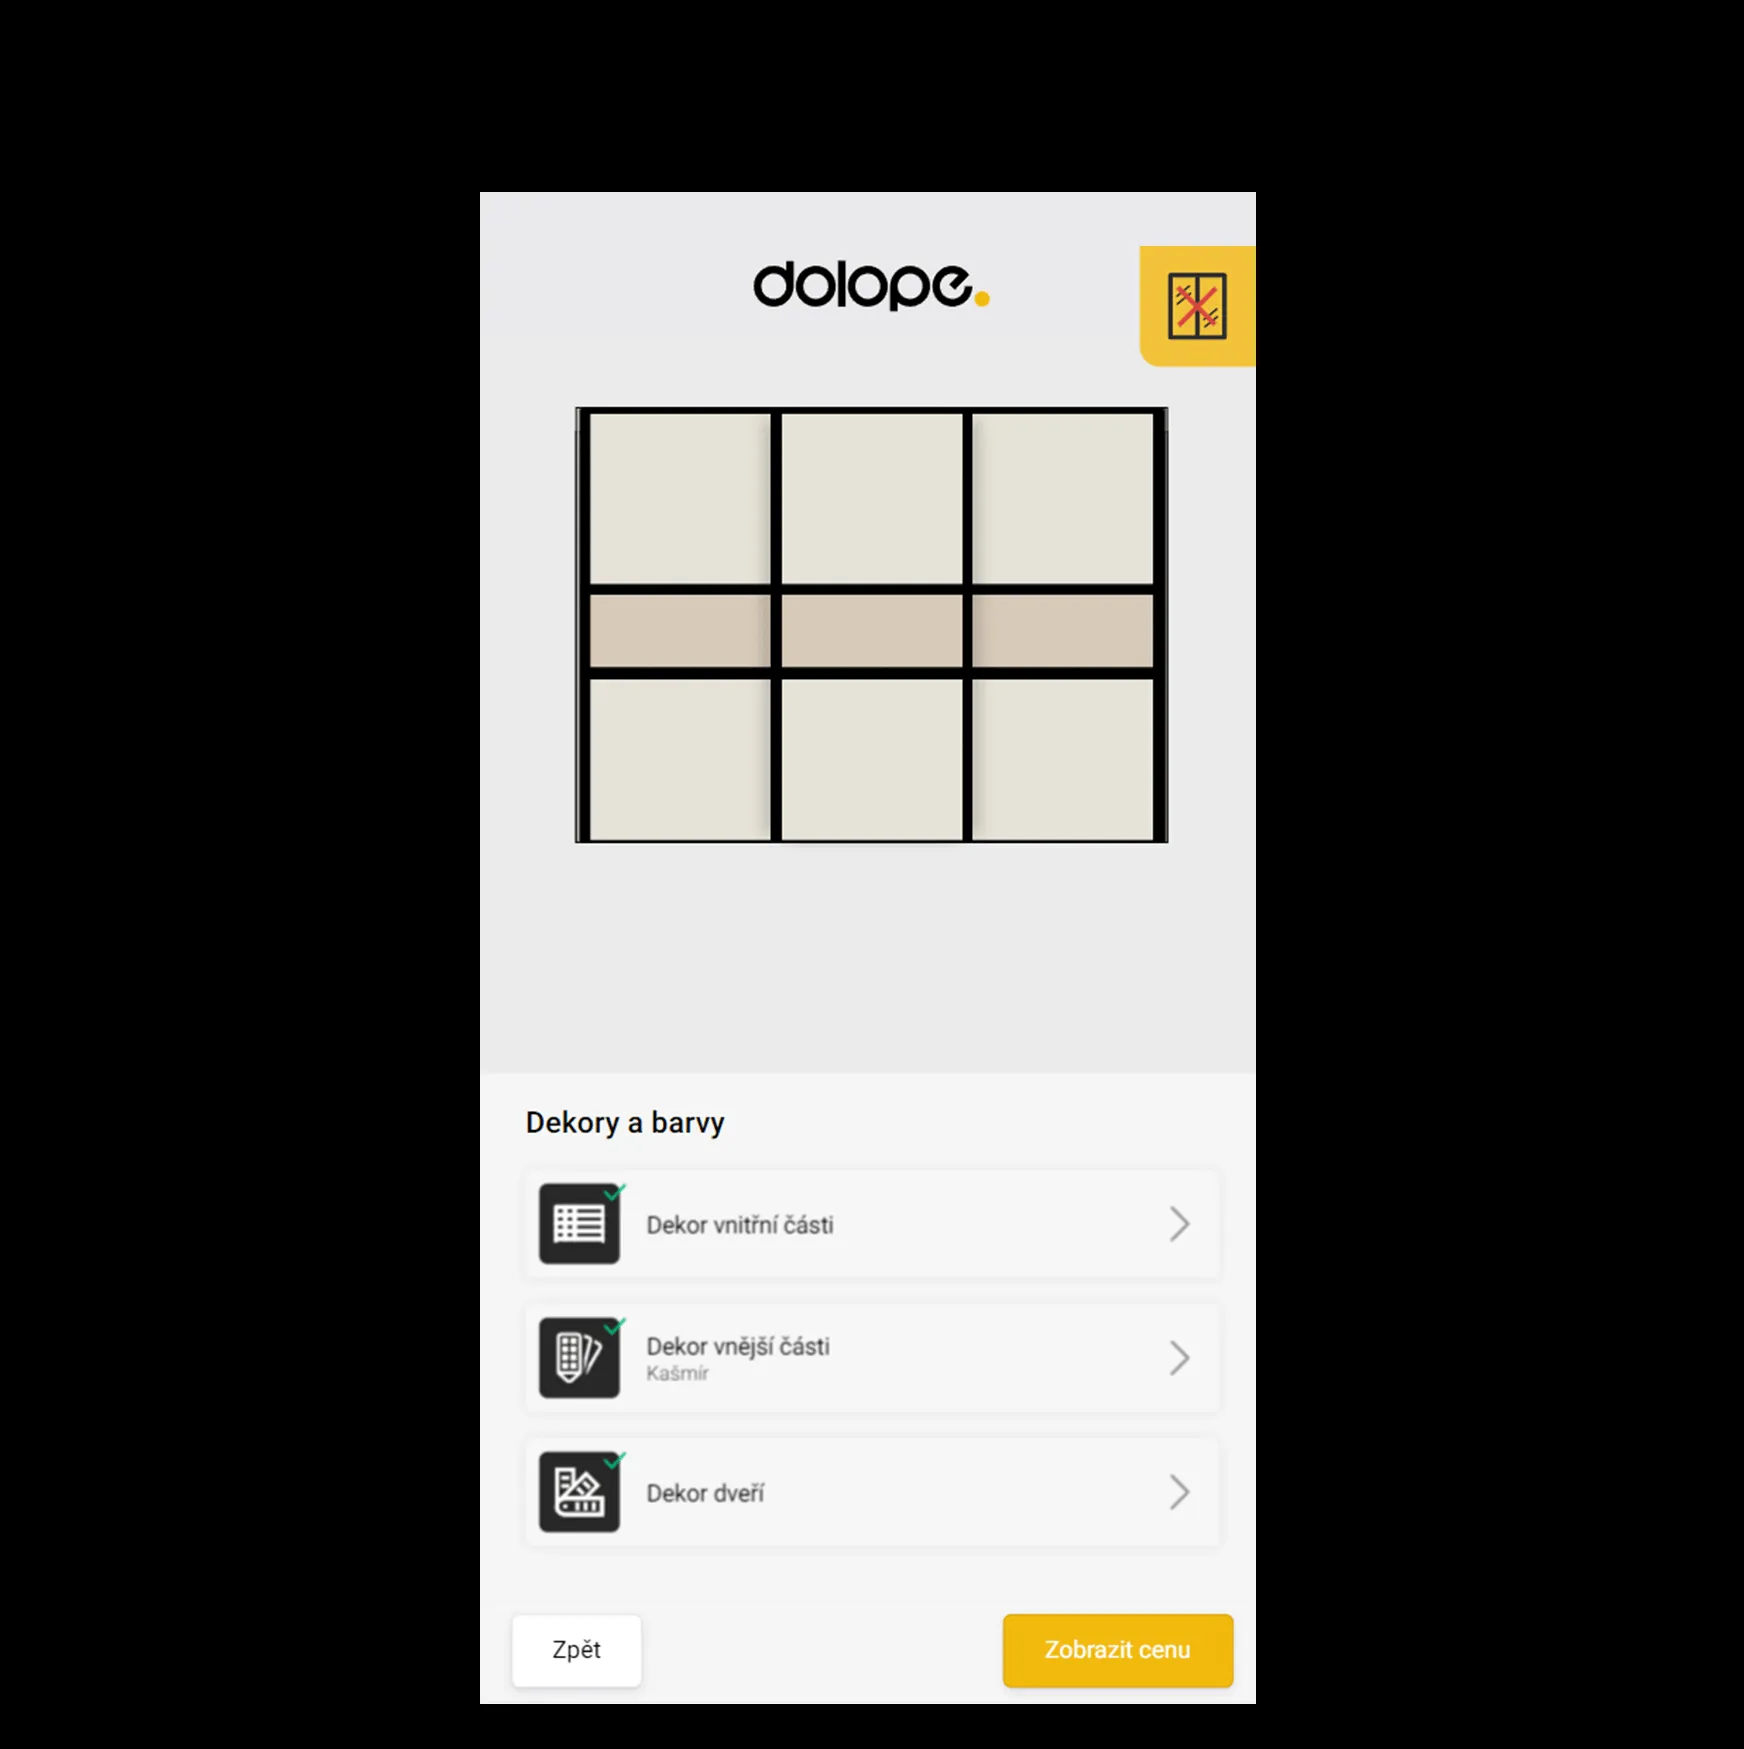 dolope.
Dekory a barvy
Dekor vnitřní části
Dekor vnější části
Kašmír
Dekor dveří
Zpět
Zobrazit cenu